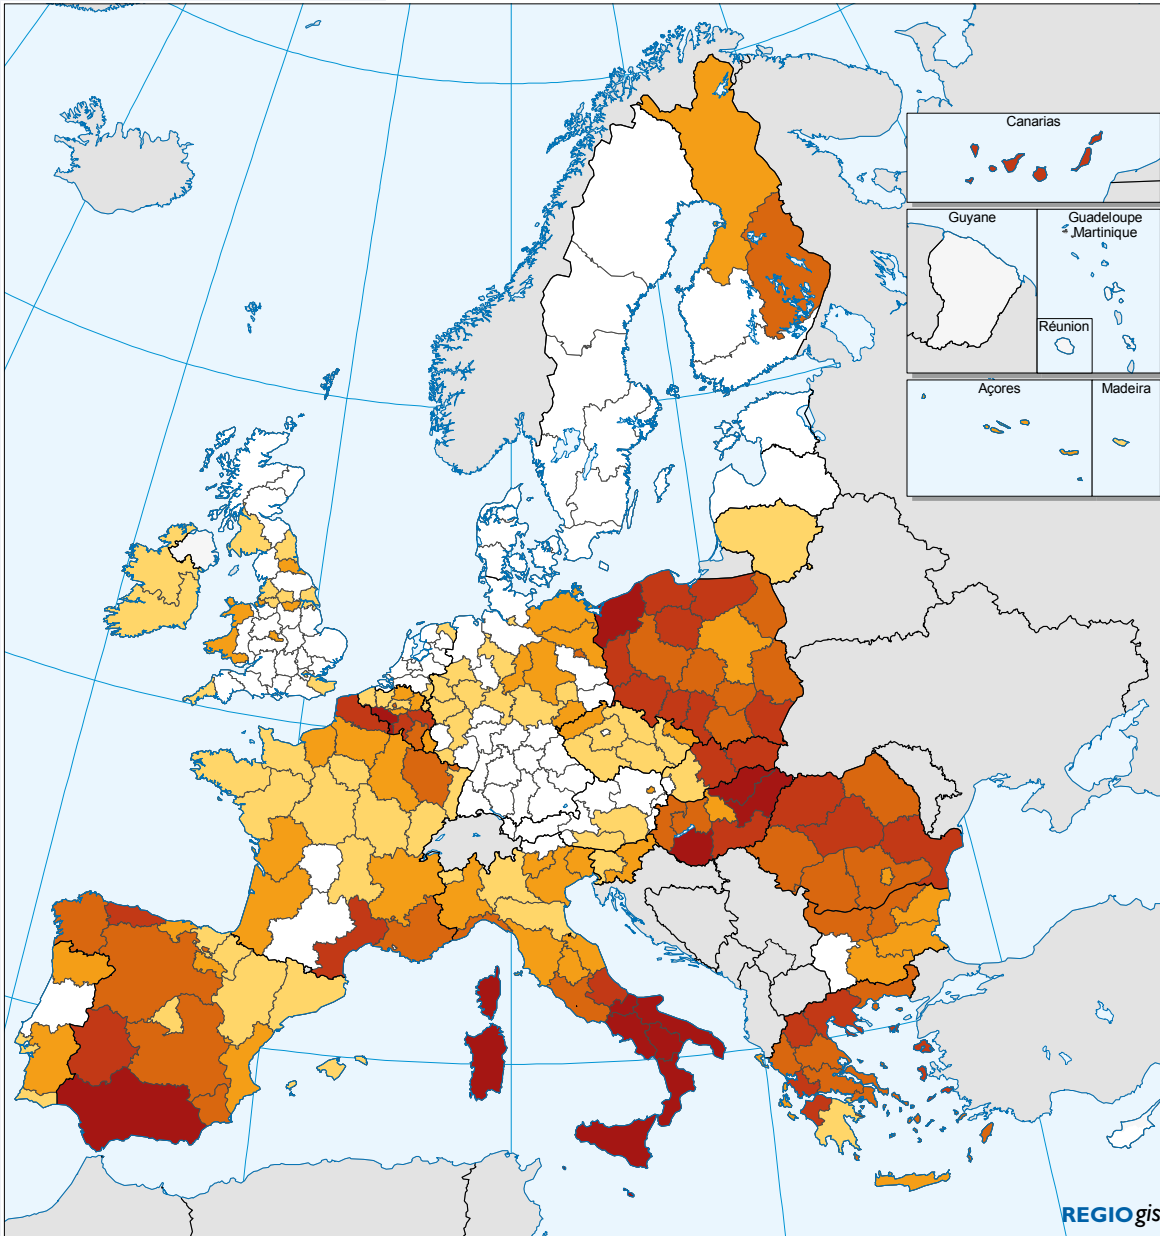 Canarias
Guyane
Guadeloupe
Martinique
Réunion
Açores
Madeira
REGIOgis